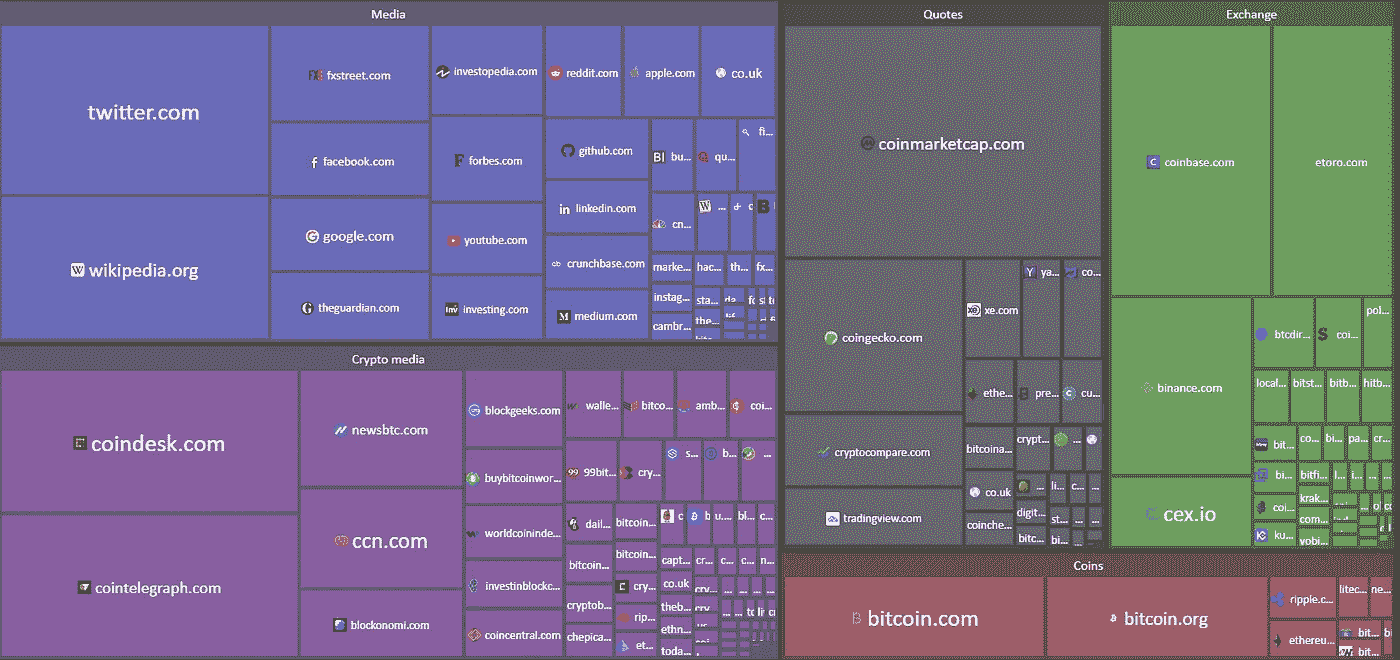 Media
twitter.com
wikipedia.org
fxstreet.com
facebook.com
google.com
theguardian.com
investopedia.com
forbes.com
youtube.com
investing.com
reddit.com
apple.com
co.uk
github.com
linkedin.com
crunchbase.com
medium.com
bu...
qu...
fi...
cn...
marke...
hac...
th...
fx...
instag...
sta...
cambr...
the...
Crypto media
coindesk.com
cointelegraph.com
newsbtc.com
ccn.com
blockonomi.com
blockgeeks.com
buybitcoinwor...
worldcoininde...
investinblockc...
coincentral.com
walle...
bitco...
amb...
coi...
99bit...
cry...
s...
b...
dail...
bitcoin...
u...
bl...
c...
bitcoin...
bitcoin...
capt...
cr...
c...
c...
n...
cryptob...
cry...
co.uk
theb...
chepica...
rip...
ethn...
et...
toda...
Quotes
coinmarketcap.com
coingecko.com
cryptocompare.com
tradingview.com
xe.com
ya...
co...
ethe...
pre...
cu...
bitcoina...
crypt...
co.uk
li...
c...
coinche...
digit...
st...
bitc...
bi...
Exchange
coinbase.com
etoro.com
binance.com
cex.io
btcdir...
coi...
pol...
local...
bitst...
bitb...
hitb...
bit...
co...
bi...
pa...
cr...
bi...
bitfi...
coi...
krak...
com...
ku...
vobi...
Coins
bitcoin.com
bitcoin.org
ripple.c...
ethereu...
litec...
ne...
bit...
bit...